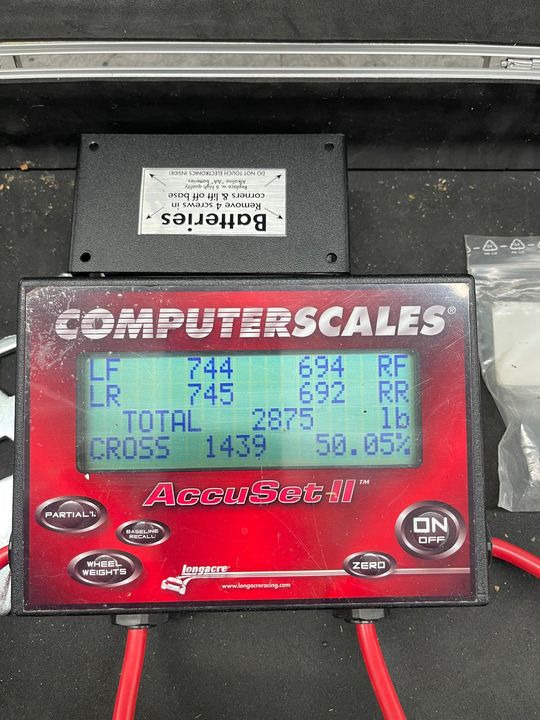 Batteries
Remove 4 screws in
corners & lift off base
Replace w. 6 high quality
Alkaline "AA" batteries
DO NOT TOUCH ELECTRONICS INSIDE!
COMPUTERSCALES®
LF 744 694 RF
LR 745 692 RR
TOTAL 2875 lb
CROSS 1439 50.05%
AccuSet II™
PARTIAL%
BASELINE
RECALL
WHEEL
WEIGHTS
Longacre®
www.longacreracing.com
ZERO
ON
OFF